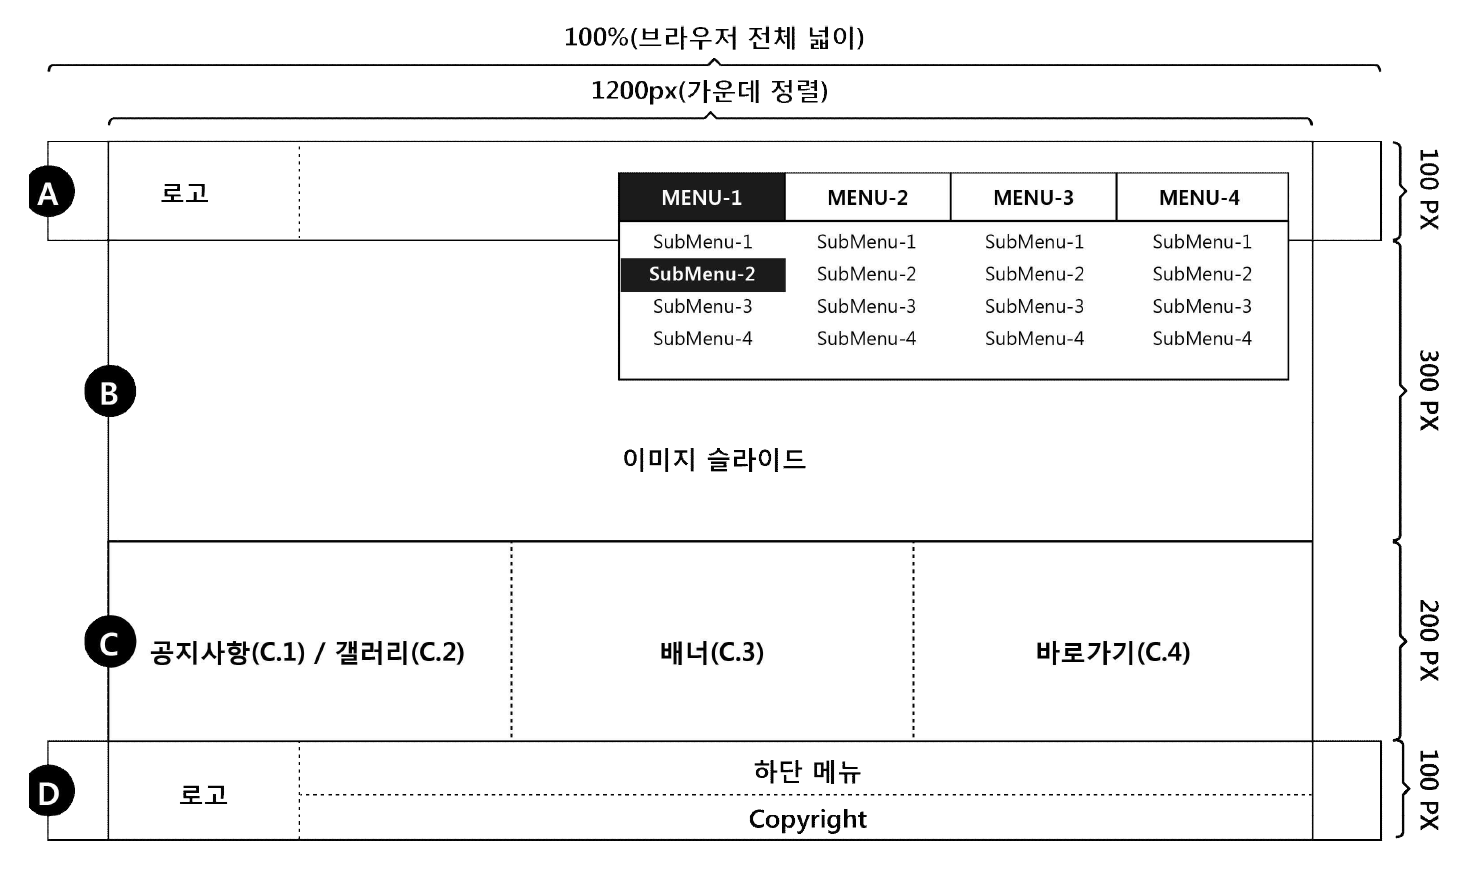 100%(브라우저 전체 넓이)
1200px(가운데 정렬)
A
로고
MENU-1 MENU-2 MENU-3 MENU-4
100 PX
SubMenu-1 SubMenu-1 SubMenu-1 SubMenu-1
SubMenu-2 SubMenu-2 SubMenu-2 SubMenu-2
SubMenu-3 SubMenu-3 SubMenu-3 SubMenu-3
SubMenu-4 SubMenu-4 SubMenu-4 SubMenu-4
B
300 PX
이미지 슬라이드
C
공지사항(C.1) / 갤러리(C.2)
배너(C.3)
바로가기(C.4)
200 PX
D
로고
하단 메뉴
Copyright
100 PX